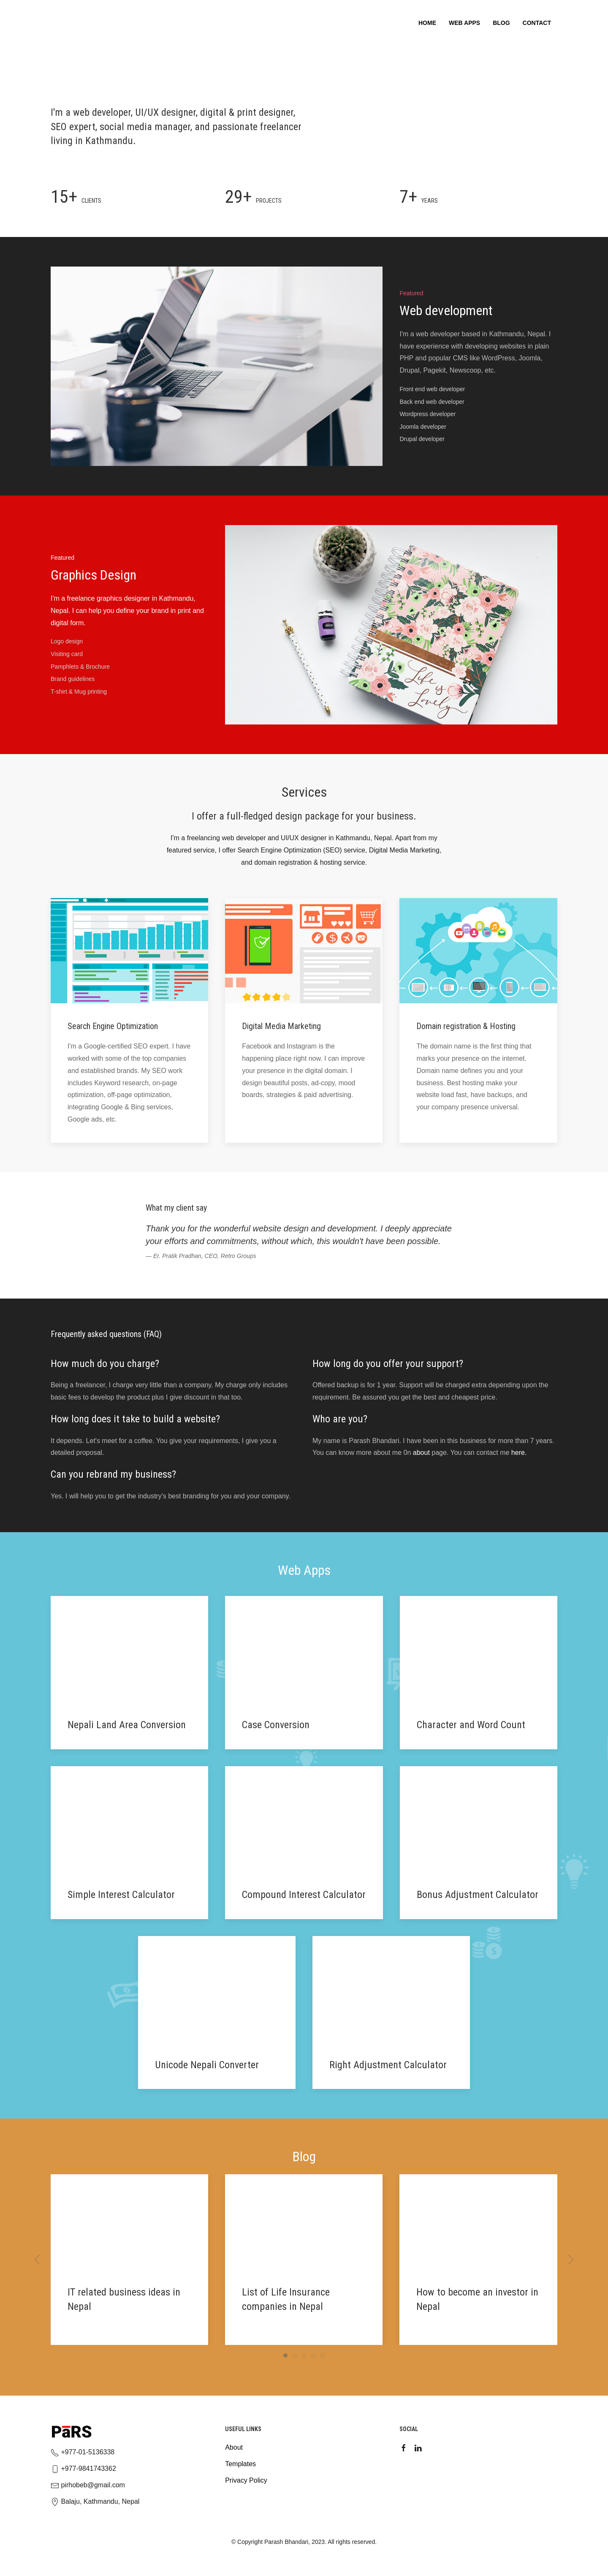 HOME WEB APPS BLOG CONTACT
I'm a web developer, UI/UX designer, digital & print designer,
SEO expert, social media manager, and passionate freelancer
living in Kathmandu.
15+ CLIENTS
29+ PROJECTS
7+ YEARS
Featured
Web development
I'm a web developer based in Kathmandu, Nepal. I
have experience with developing websites in plain
PHP and popular CMS like WordPress, Joomla,
Drupal, Pagekit, Newscoop, etc.
Front end web developer
Back end web developer
Wordpress developer
Joomla developer
Drupal developer
Featured
Graphics Design
I'm a freelance graphics designer in Kathmandu,
Nepal. I can help you define your brand in print and
digital form.
Logo design
Visiting card
Pamphlets & Brochure
Brand guidelines
T-shirt & Mug printing
Life is
Lovely
Services
I offer a full-fledged design package for your business.
I'm a freelancing web developer and UI/UX designer in Kathmandu, Nepal. Apart from my
featured service, I offer Search Engine Optimization (SEO) service, Digital Media Marketing,
and domain registration & hosting service.
Search Engine Optimization
I'm a Google-certified SEO expert. I have
worked with some of the top companies
and established brands. My SEO work
includes Keyword research, on-page
optimization, off-page optimization,
integrating Google & Bing services,
Google ads, etc.
Digital Media Marketing
Facebook and Instagram is the
happening place right now. I can improve
your presence in the digital domain. I
design beautiful posts, ad-copy, mood
boards, strategies & paid advertising.
Domain registration & Hosting
The domain name is the first thing that
marks your presence on the internet.
Domain name defines you and your
business. Best hosting make your
website load fast, have backups, and
your company presence universal.
What my client say
Thank you for the wonderful website design and development. I deeply appreciate
your efforts and commitments, without which, this wouldn't have been possible.
— Er. Pratik Pradhan, CEO, Retro Groups
Frequently asked questions (FAQ)
How much do you charge?
Being a freelancer, I charge very little than a company. My charge only includes
basic fees to develop the product plus I give discount in that too.
How long does it take to build a website?
It depends. Let's meet for a coffee. You give your requirements, I give you a
detailed proposal.
Can you rebrand my business?
Yes. I will help you to get the industry's best branding for you and your company.
How long do you offer your support?
Offered backup is for 1 year. Support will be charged extra depending upon the
requirement. Be assured you get the best and cheapest price.
Who are you?
My name is Parash Bhandari. I have been in this business for more than 7 years.
You can know more about me 0n about page. You can contact me here.
Web Apps
Nepali Land Area Conversion
Case Conversion
Character and Word Count
Simple Interest Calculator
Compound Interest Calculator
Bonus Adjustment Calculator
Unicode Nepali Converter
Right Adjustment Calculator
Blog
IT related business ideas in
Nepal
List of Life Insurance
companies in Nepal
How to become an investor in
Nepal
PāRS
+977-01-5136338
+977-9841743362
pirhobeb@gmail.com
Balaju, Kathmandu, Nepal
USEFUL LINKS
About
Templates
Privacy Policy
SOCIAL
© Copyright Parash Bhandari, 2023. All rights reserved.